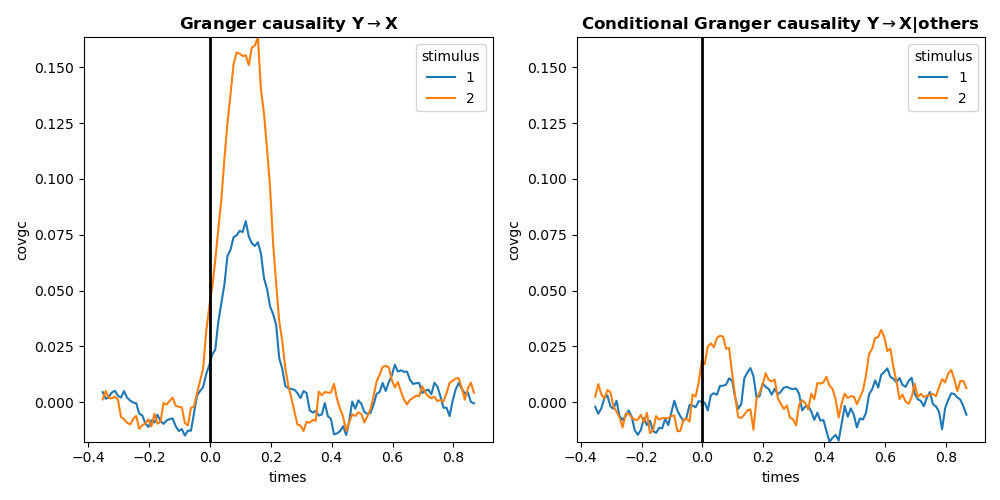 Granger causality Y→X
stimulus
1
2
0.150
0.125
0.100
0.075
0.050
0.025
0.000
covgc
−0.4 −0.2 0.0 0.2 0.4 0.6 0.8
times
Conditional Granger causality Y→X|others
stimulus
1
2
0.150
0.125
0.100
0.075
0.050
0.025
0.000
covgc
−0.4 −0.2 0.0 0.2 0.4 0.6 0.8
times